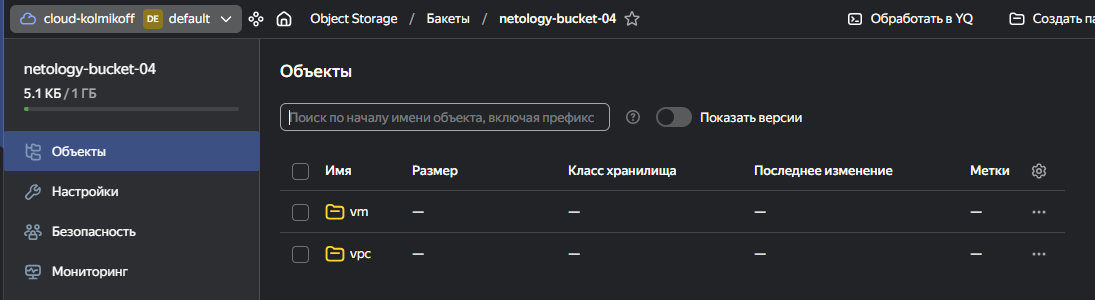 cloud-kolmikoff DE default Object Storage / Бакеты / netology-bucket-04 Обработать в YQ Создать па
netology-bucket-04
5.1 КБ / 1 ГБ
Объекты
Настройки
Безопасность
Мониторинг
Объекты
Поиск по началу имени объекта, включая префикс Показать версии
Имя Размер Класс хранилища Последнее изменение Метки
vm — — — —
vpc — — — —